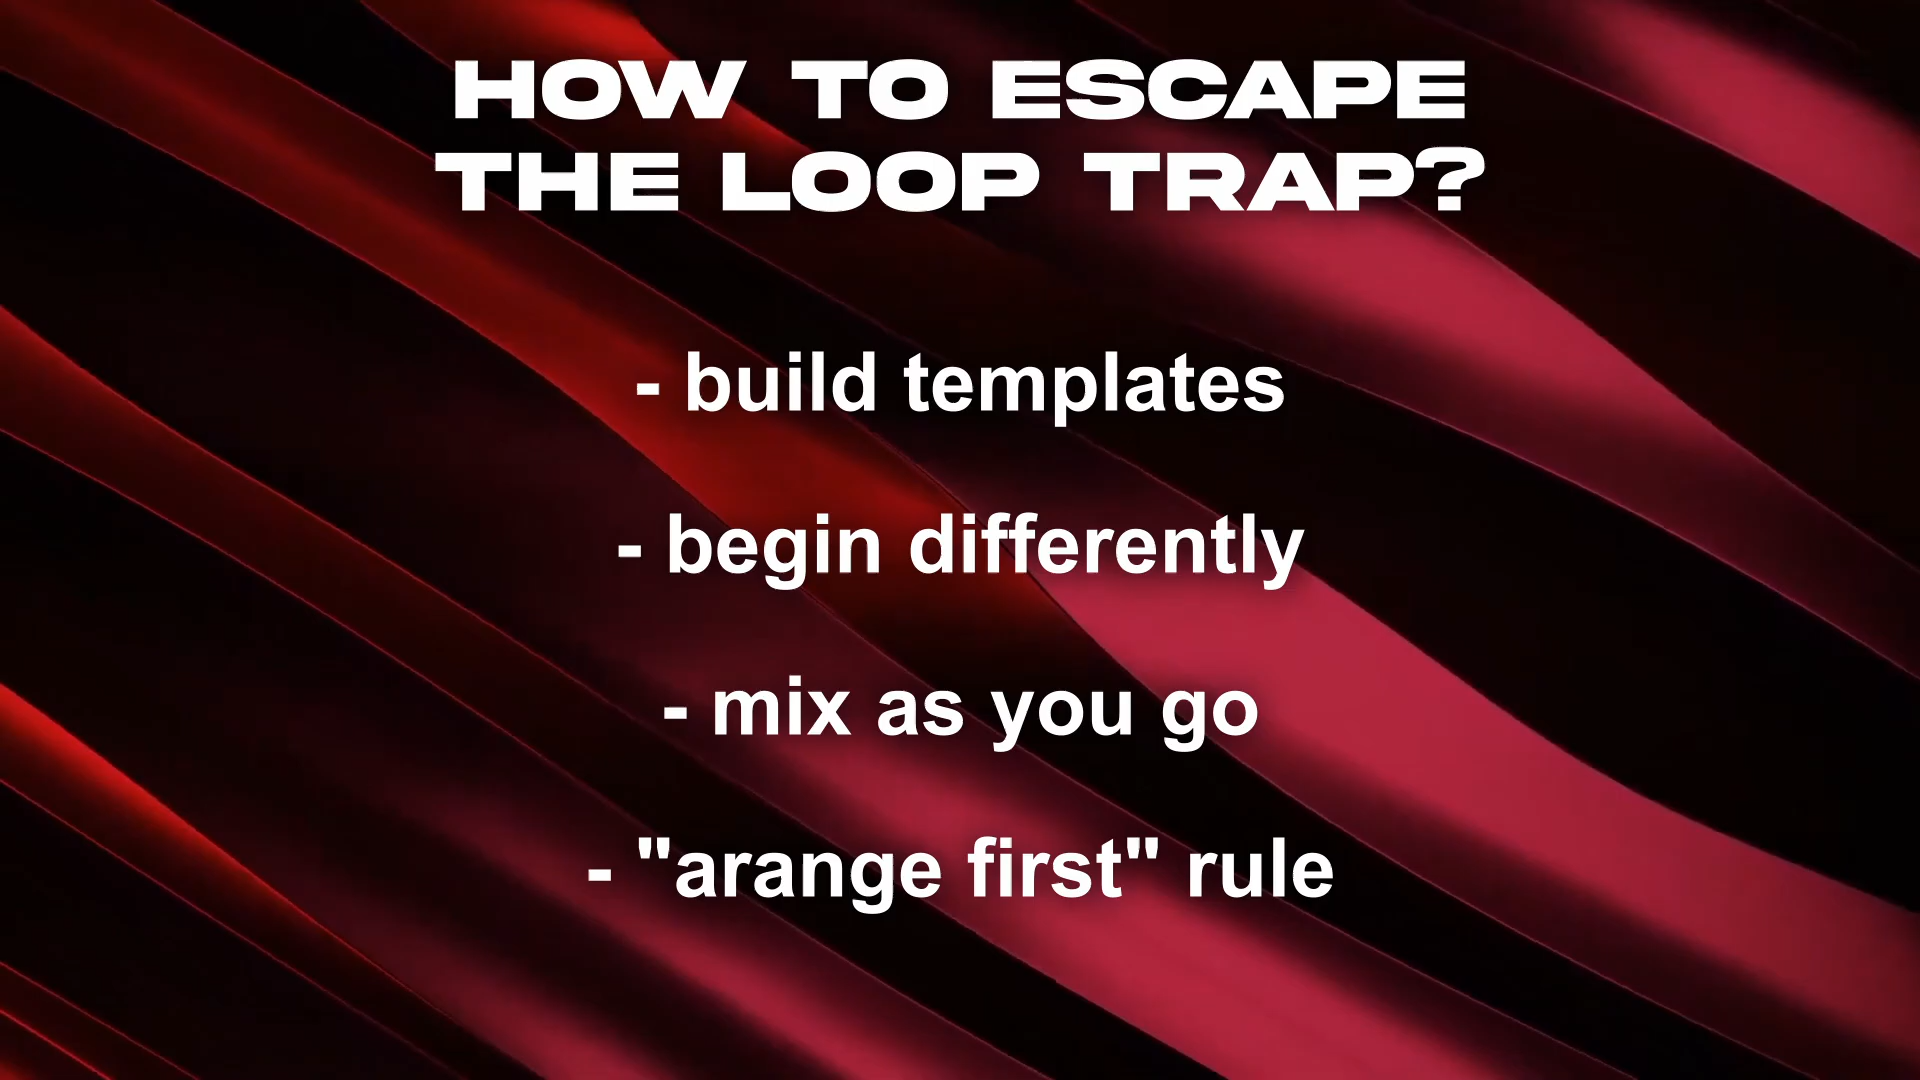 HOW TO ESCAPE
THE LOOP TRAP?
- build templates
- begin differently
- mix as you go
- "arange first" rule